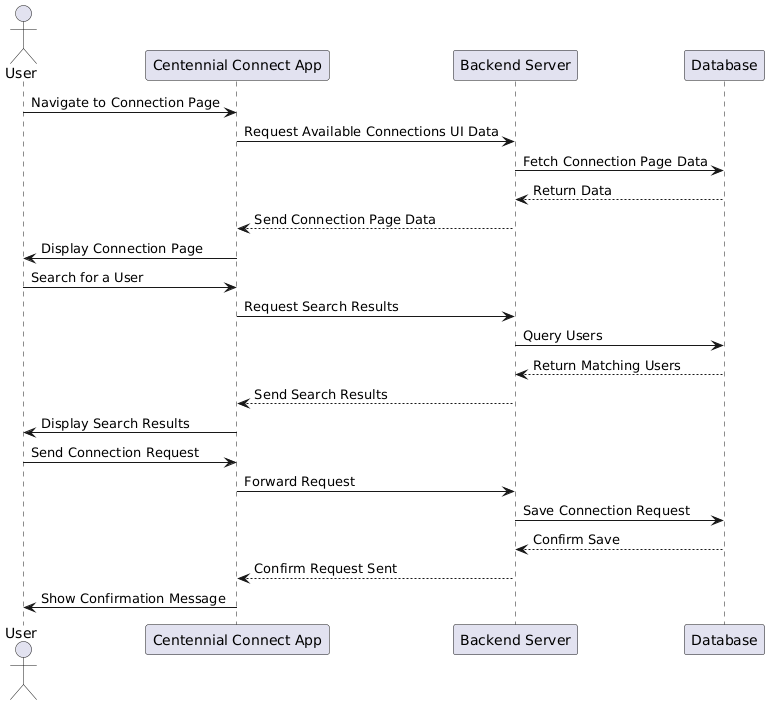 User
Centennial Connect App
Backend Server
Database
Navigate to Connection Page
Request Available Connections UI Data
Fetch Connection Page Data
Return Data
Send Connection Page Data
Display Connection Page
Search for a User
Request Search Results
Query Users
Return Matching Users
Send Search Results
Display Search Results
Send Connection Request
Forward Request
Save Connection Request
Confirm Save
Confirm Request Sent
Show Confirmation Message
User
Centennial Connect App
Backend Server
Database